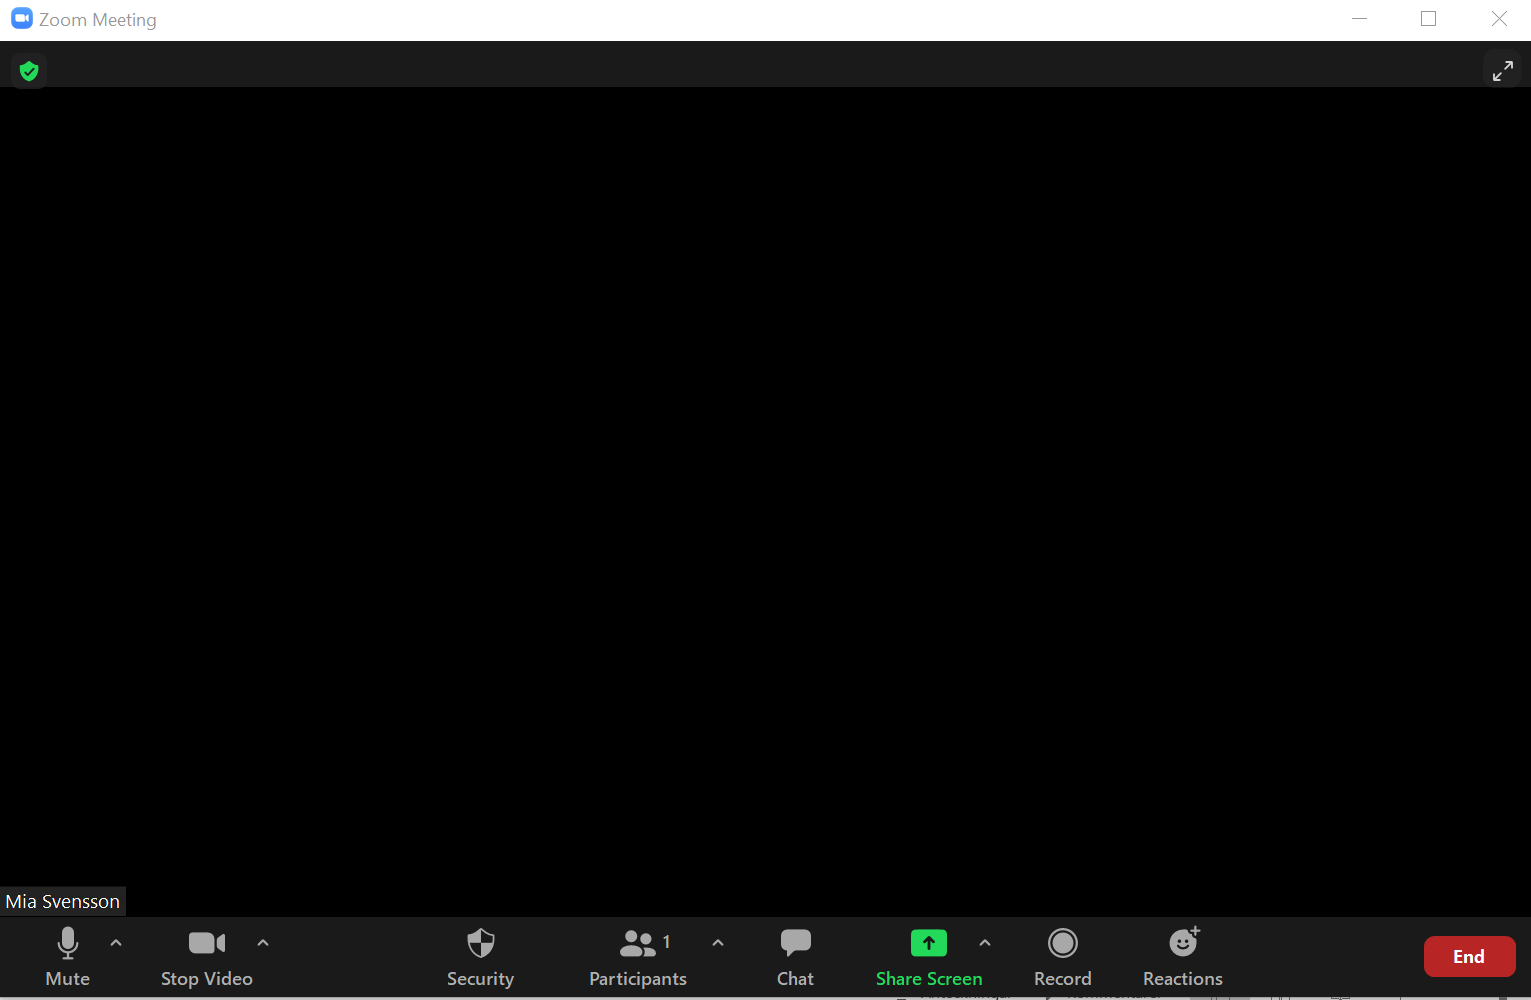 Zoom Meeting
Mia Svensson
Mute
Stop Video
Security
Participants
1
Chat
Share Screen
Record
Reactions
End